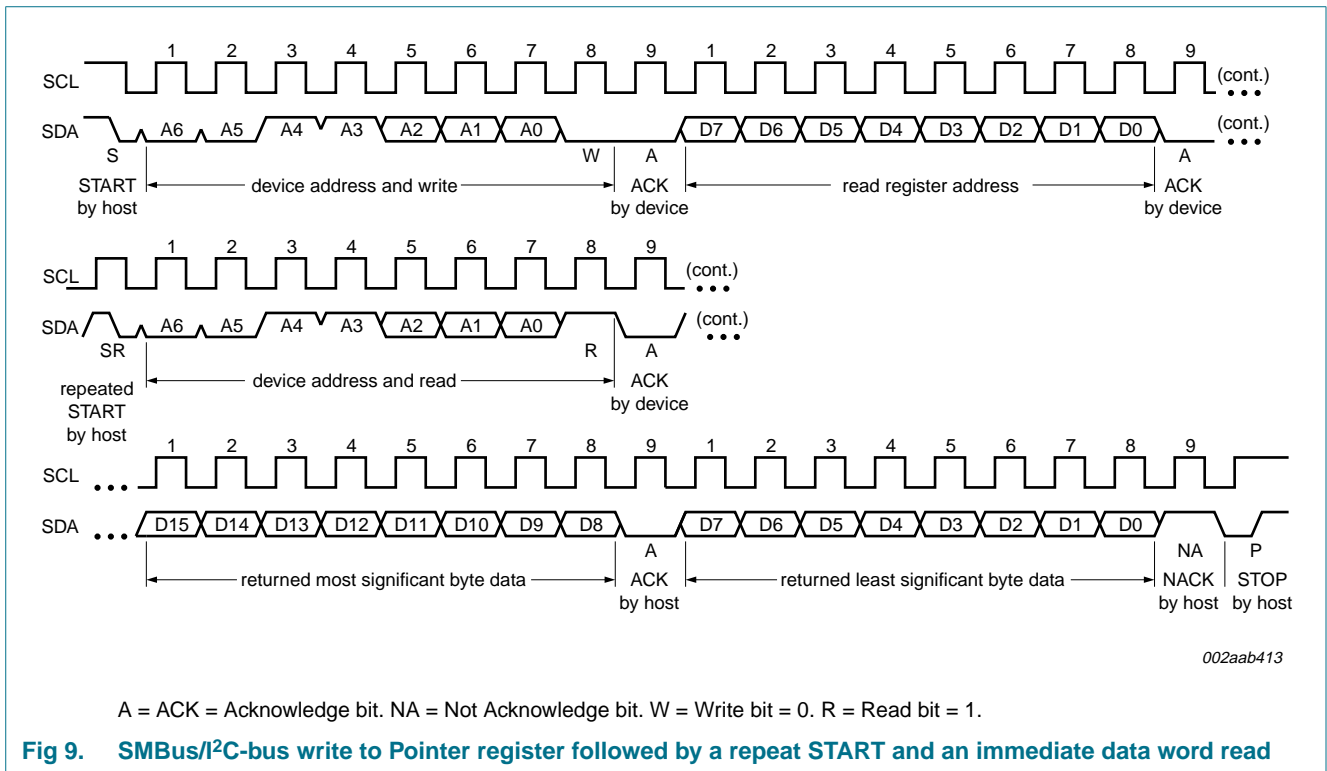 1 2 3 4 5 6 7 8 9 1 2 3 4 5 6 7 8 9
SCL (cont.)
SDA A6 A5 A4 A3 A2 A1 A0 D7 D6 D5 D4 D3 D2 D1 D0 (cont.)
S W A A
START by host
device address and write
ACK by device
read register address
ACK by device
1 2 3 4 5 6 7 8 9
SCL (cont.)
SDA A6 A5 A4 A3 A2 A1 A0 (cont.)
SR R A
repeated START by host
device address and read
ACK by device
1 2 3 4 5 6 7 8 9 1 2 3 4 5 6 7 8 9
SCL
SDA D15 D14 D13 D12 D11 D10 D9 D8 D7 D6 D5 D4 D3 D2 D1 D0
A NA P
returned most significant byte data
ACK by host
returned least significant byte data
NACK by host
STOP by host
002aab413
A = ACK = Acknowledge bit. NA = Not Acknowledge bit. W = Write bit = 0. R = Read bit = 1.
Fig 9. SMBus/I²C-bus write to Pointer register followed by a repeat START and an immediate data word read